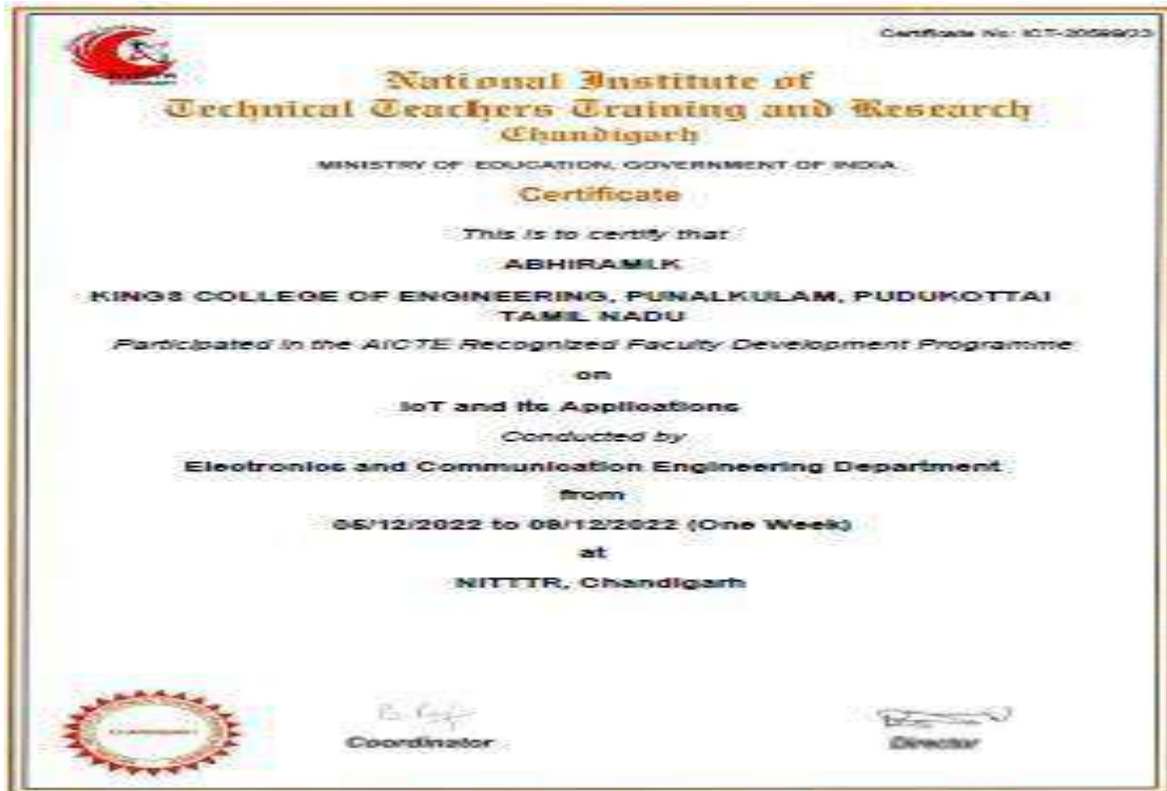 Certificate No: ICT-20599/23
National Institute of
Technical Teachers Training and Research
Chandigarh
MINISTRY OF EDUCATION, GOVERNMENT OF INDIA
Certificate
This is to certify that
ABHIRAMI.K
KINGS COLLEGE OF ENGINEERING, PUNALKULAM, PUDUKOTTAI
TAMIL NADU
Participated in the AICTE Recognized Faculty Development Programme
on
IoT and its Applications
Conducted by
Electronics and Communication Engineering Department
from
05/12/2022 to 09/12/2022 (One Week)
at
NITTTR, Chandigarh
Coordinator
Director